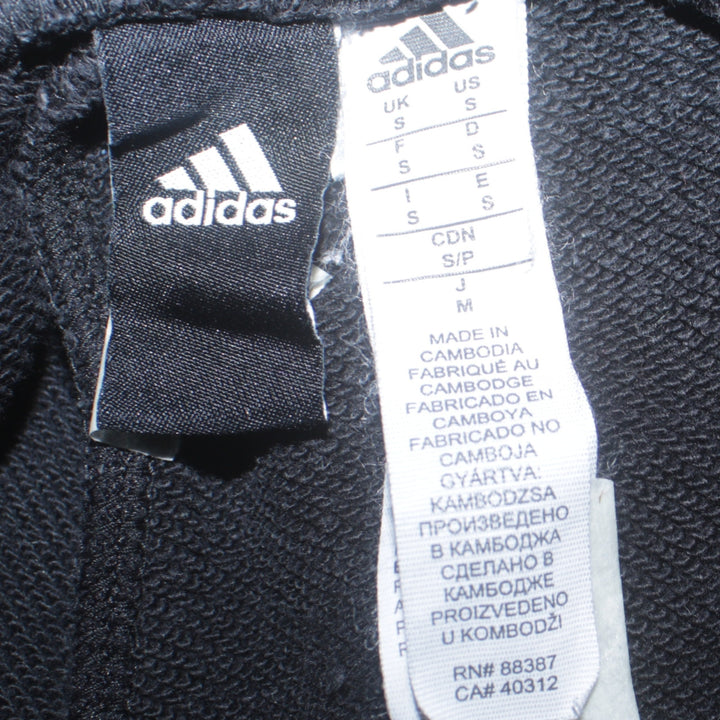 adidas
adidas
UK US
S S
F D
S S
I E
S S
CDN
S/P
J
M
MADE IN
CAMBODIA
FABRIQUÉ AU
CAMBODGE
FABRICADO EN
CAMBOYA
FABRICADO NO
CAMBOJA
GYÁRTVA:
KAMBODZSA
ПРОИЗВЕДЕНО
В КАМБОДЖА
СДЕЛАНО В
КАМБОДЖЕ
PROIZVEDENO
U KOMBODŽI
RN# 88387
CA# 40312